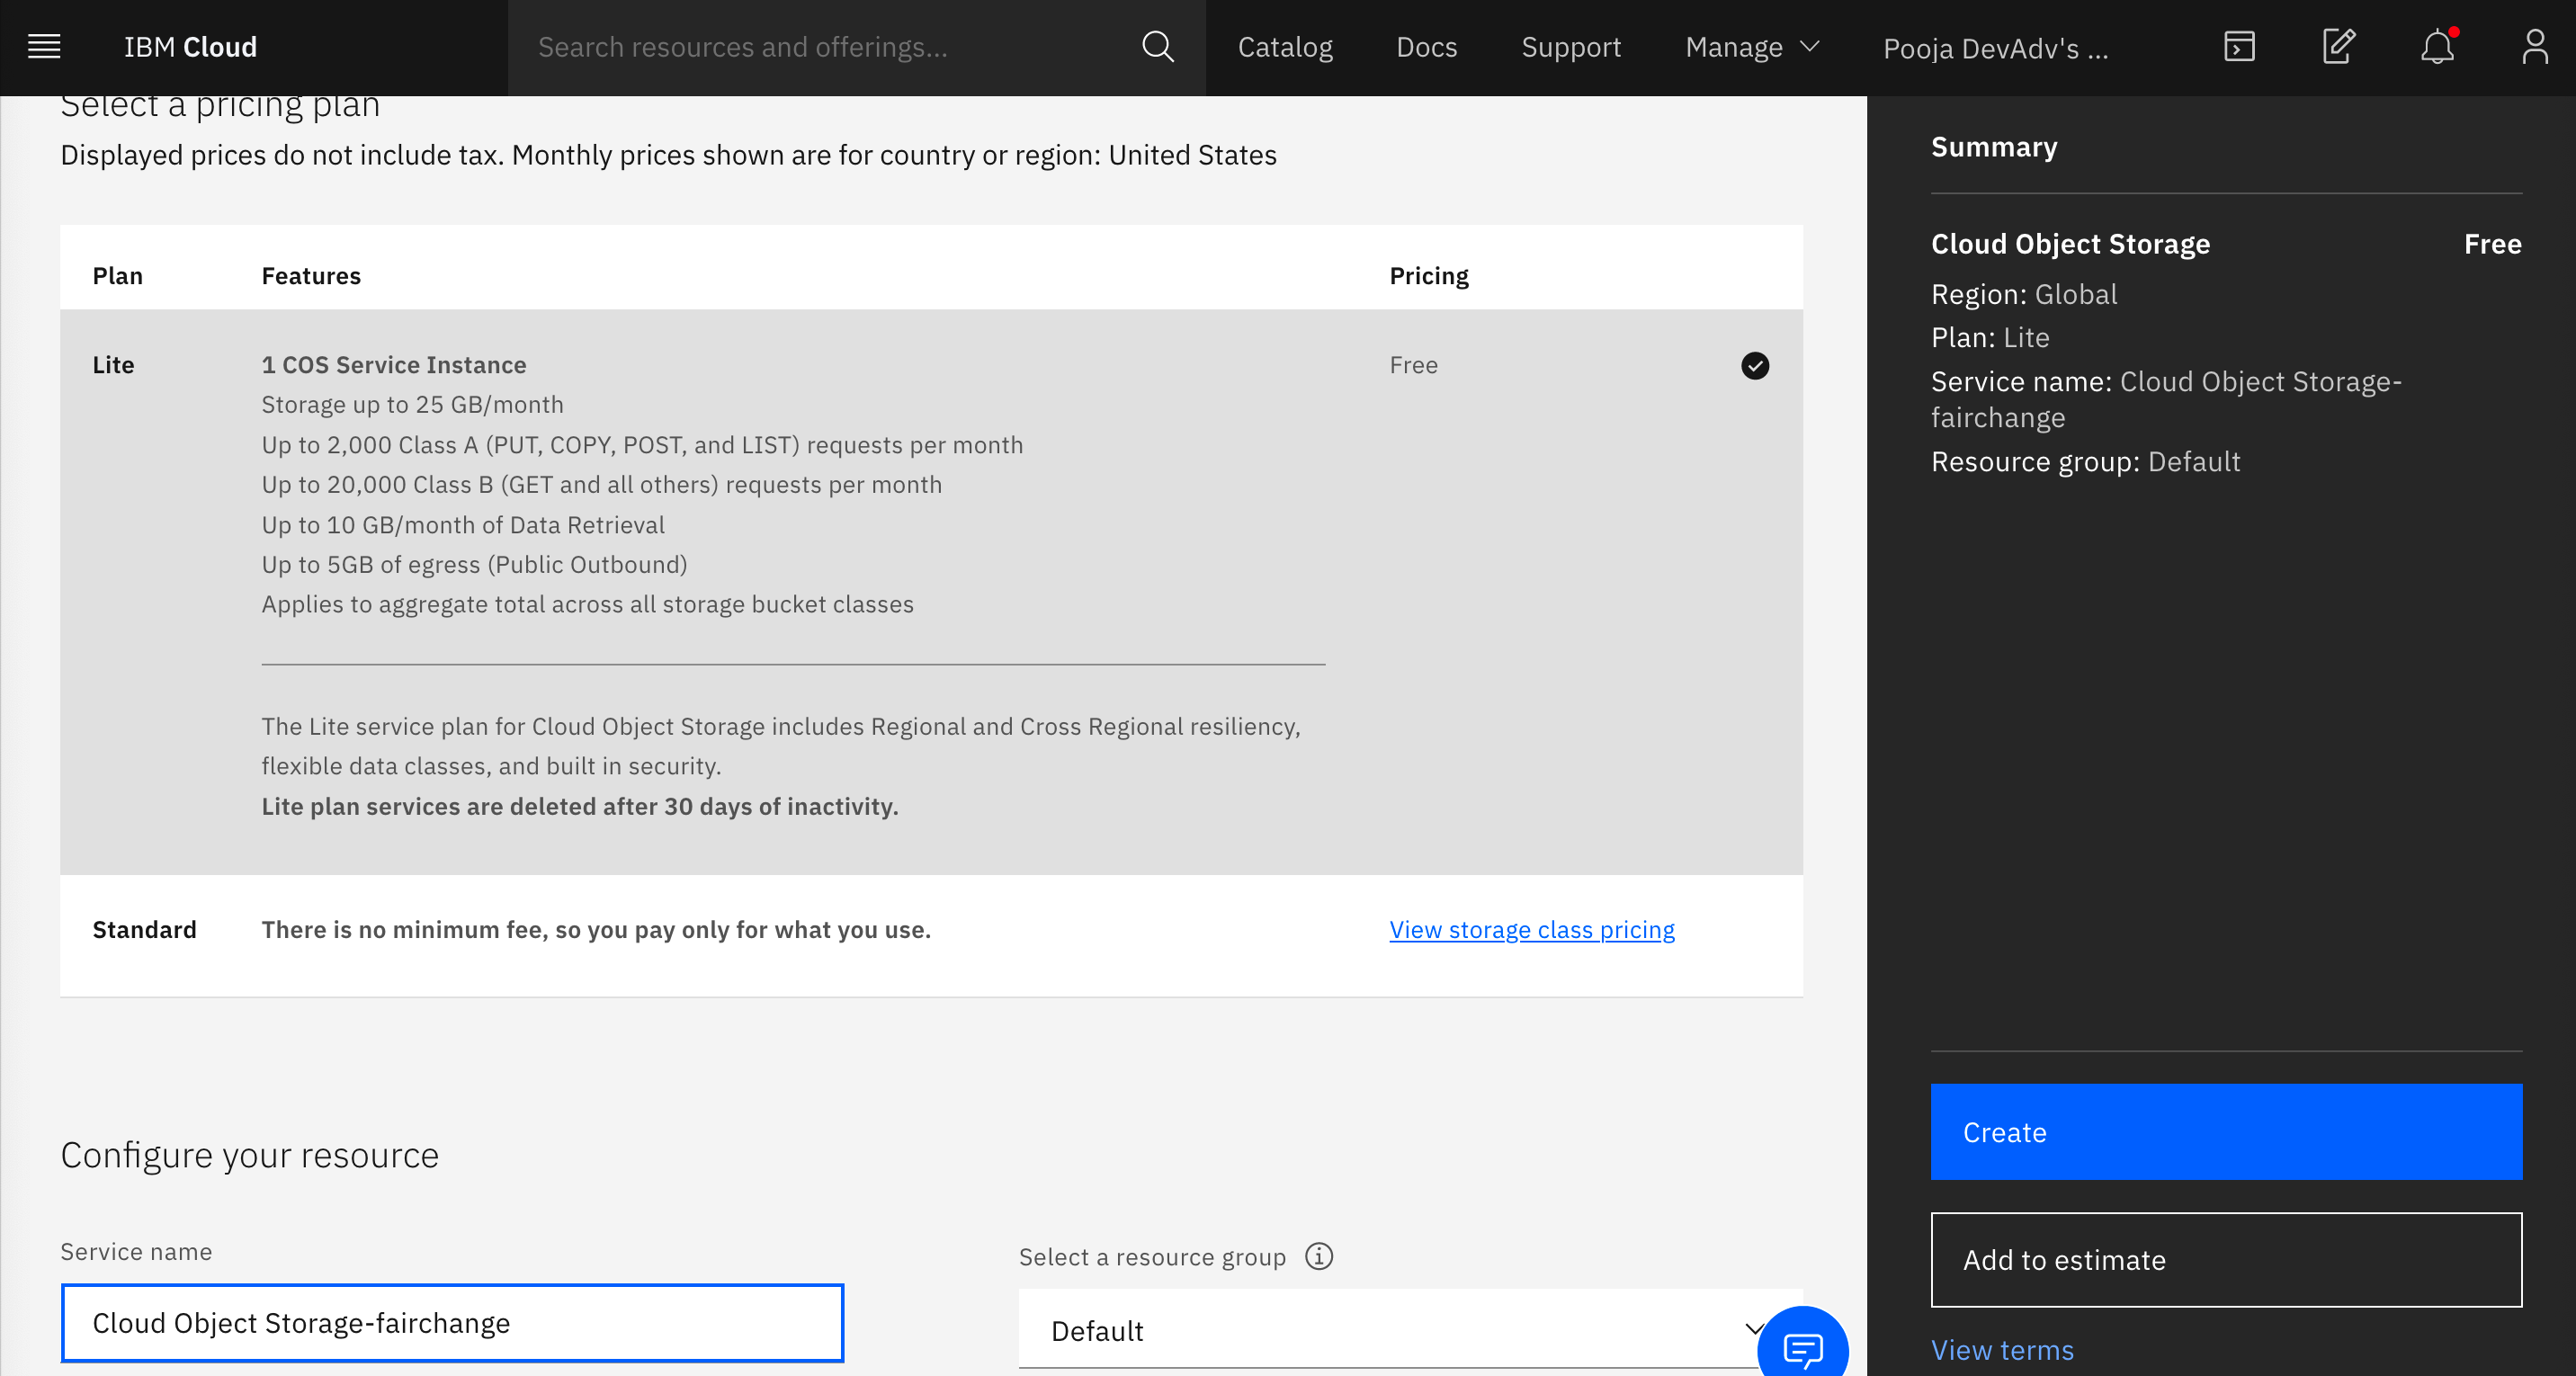 IBM Cloud
Search resources and offerings...
Catalog
Docs
Support
Manage
Pooja DevAdv's ...
Select a pricing plan
Displayed prices do not include tax. Monthly prices shown are for country or region: United States
Plan
Features
Pricing
Lite
1 COS Service Instance
Free
Storage up to 25 GB/month
Up to 2,000 Class A (PUT, COPY, POST, and LIST) requests per month
Up to 20,000 Class B (GET and all others) requests per month
Up to 10 GB/month of Data Retrieval
Up to 5GB of egress (Public Outbound)
Applies to aggregate total across all storage bucket classes
The Lite service plan for Cloud Object Storage includes Regional and Cross Regional resiliency,
flexible data classes, and built in security.
Lite plan services are deleted after 30 days of inactivity.
Standard
There is no minimum fee, so you pay only for what you use.
View storage class pricing
Configure your resource
Service name
Cloud Object Storage-fairchange
Select a resource group
Default
Summary
Cloud Object Storage
Free
Region: Global
Plan: Lite
Service name: Cloud Object Storage-
fairchange
Resource group: Default
Create
Add to estimate
View terms